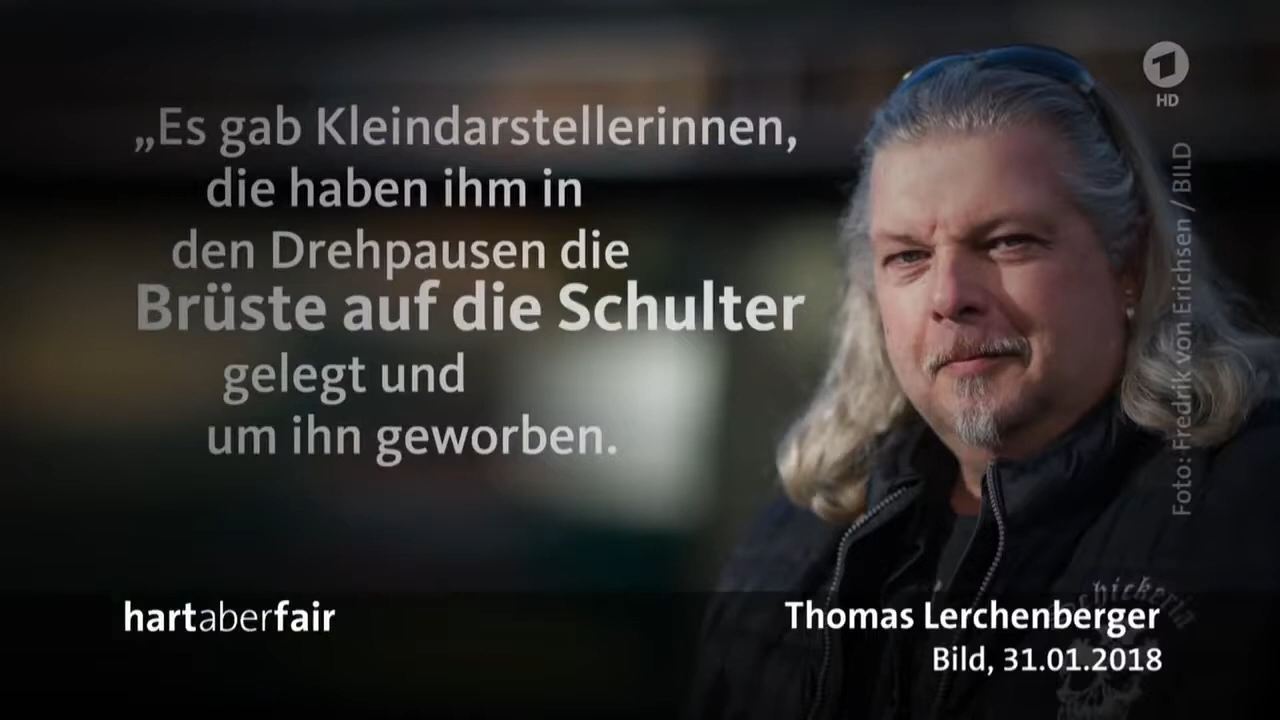 „Es gab Kleindarstellerinnen,
die haben ihm in
den Drehpausen die
Brüste auf die Schulter
gelegt und
um ihn geworben.
hartaberfair
Thomas Lerchenberger
Bild, 31.01.2018
1
HD
Foto: Fredrik von Erichsen / BILD